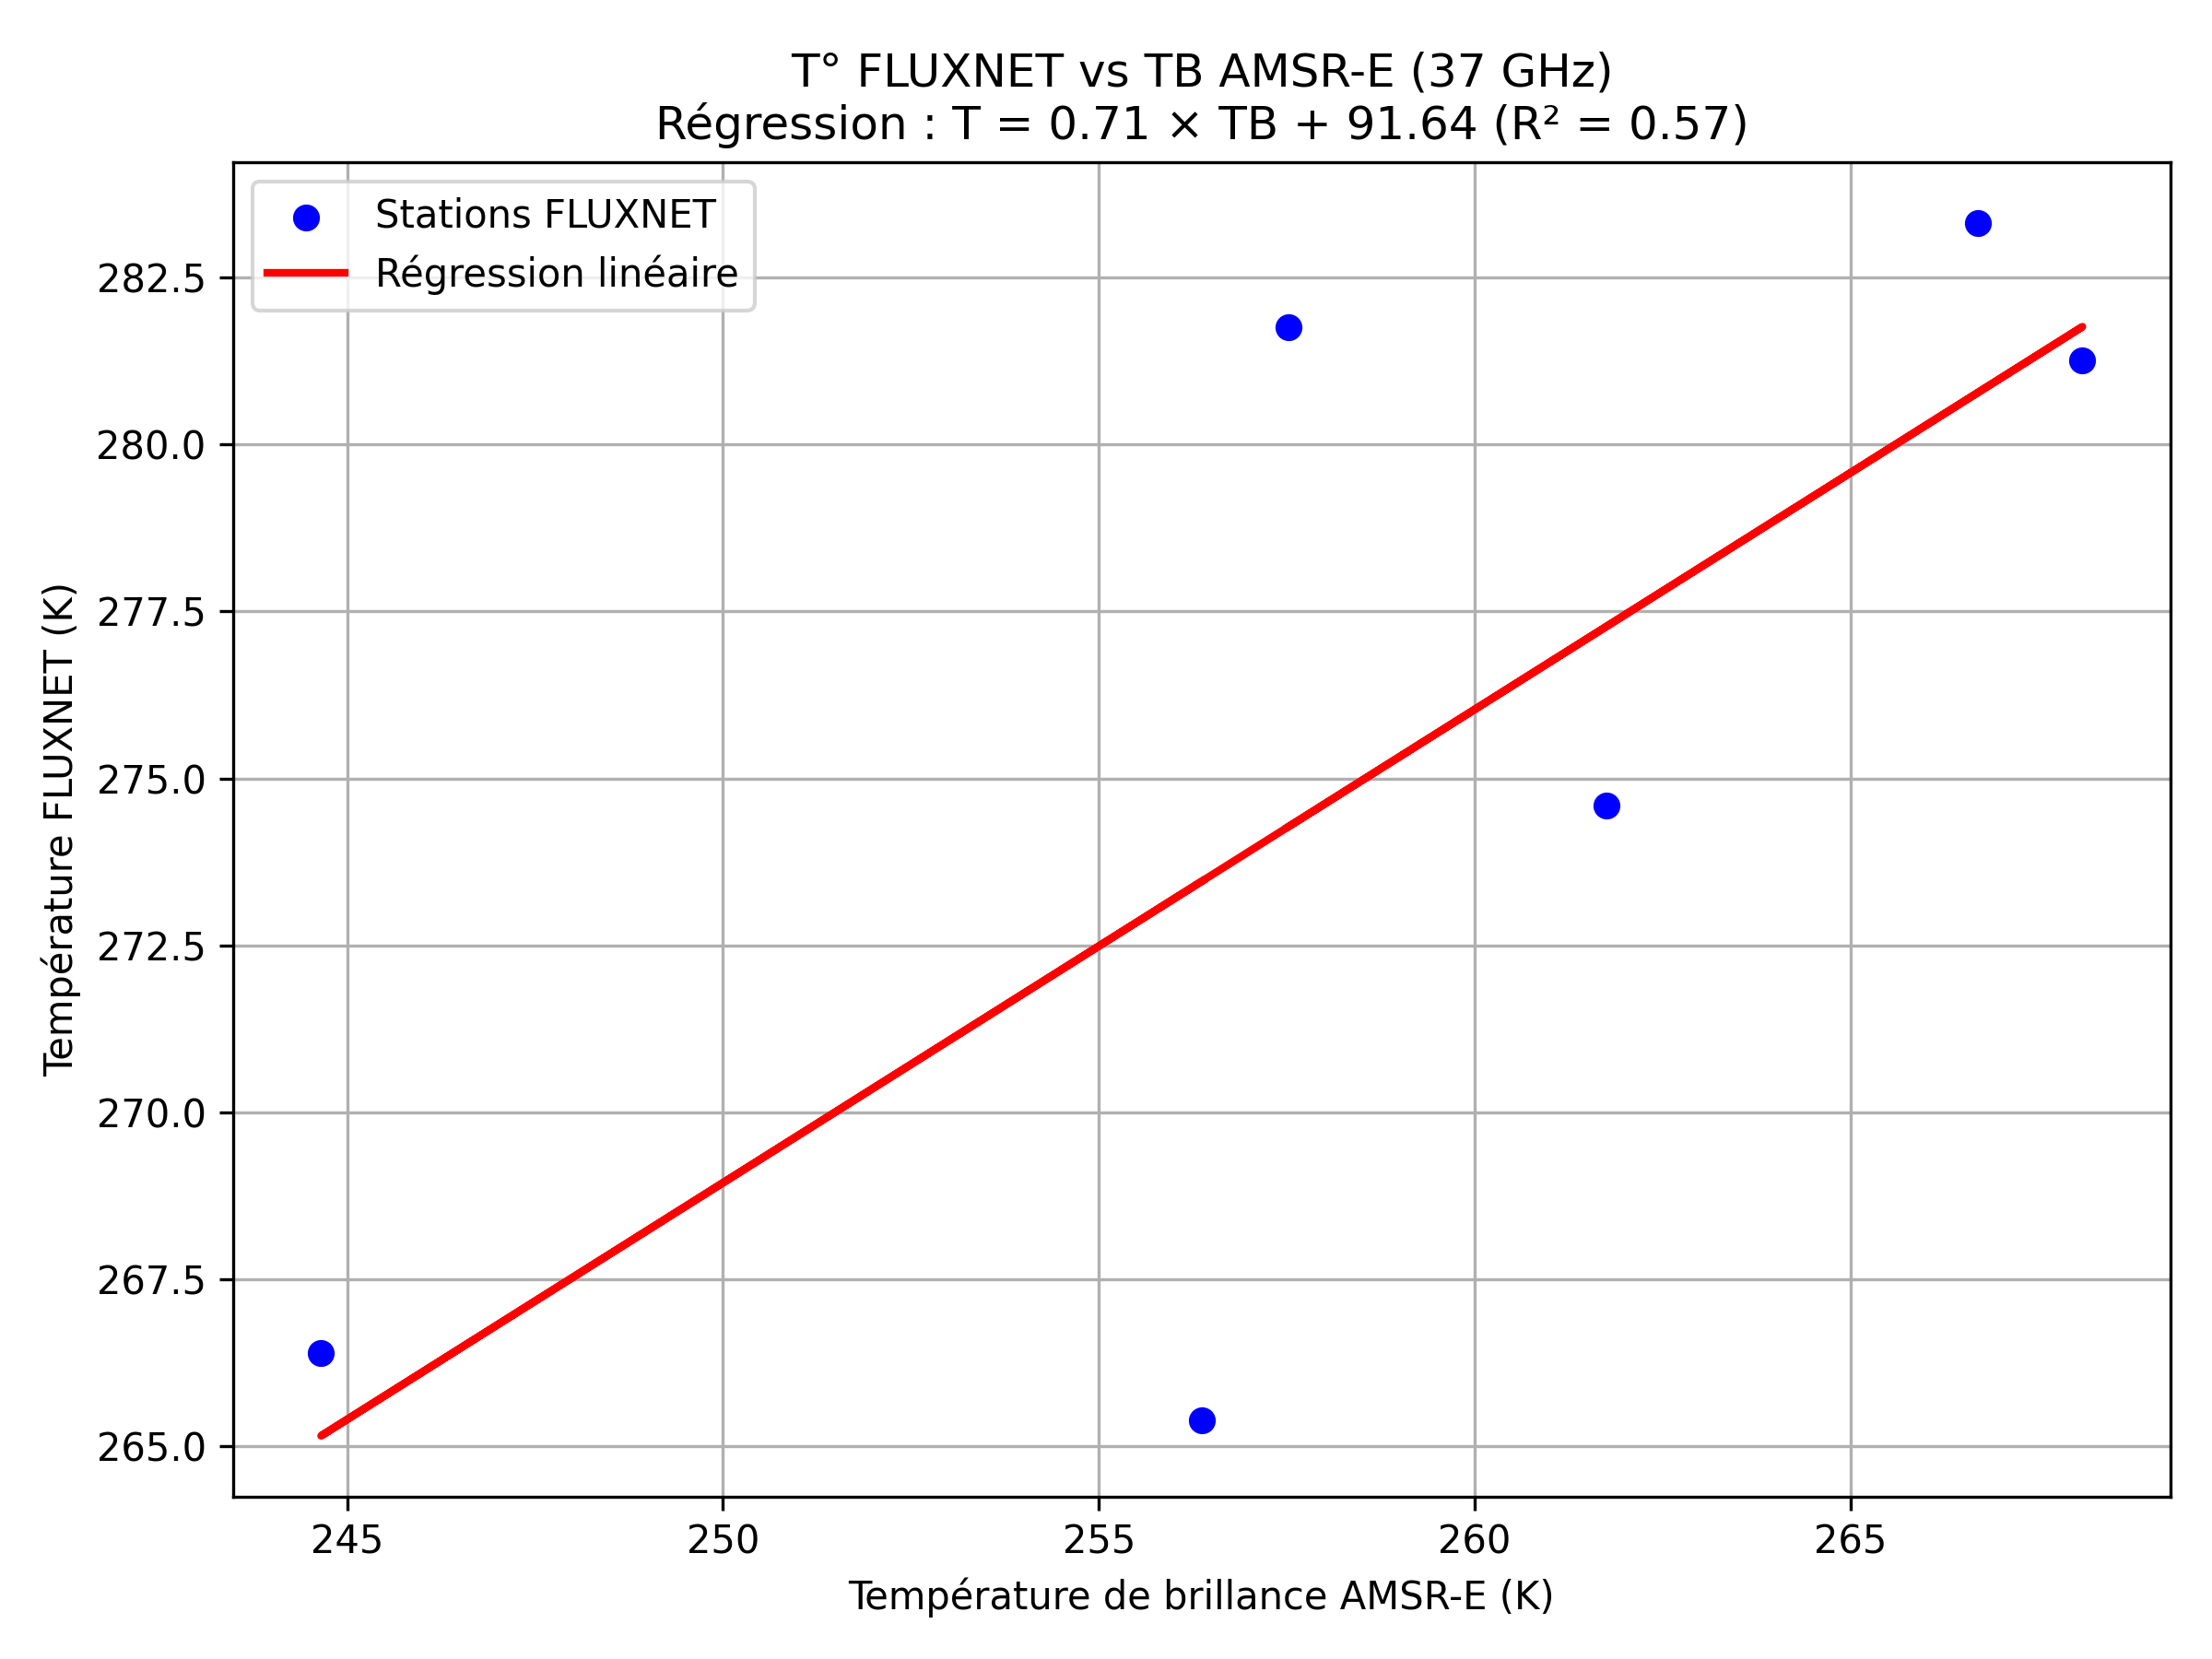 T° FLUXNET vs TB AMSR-E (37 GHz)
Régression : T = 0.71 × TB + 91.64 (R² = 0.57)
Stations FLUXNET
Régression linéaire
Température FLUXNET (K)
282.5
280.0
277.5
275.0
272.5
270.0
267.5
265.0
245
250
255
260
265
Température de brillance AMSR-E (K)